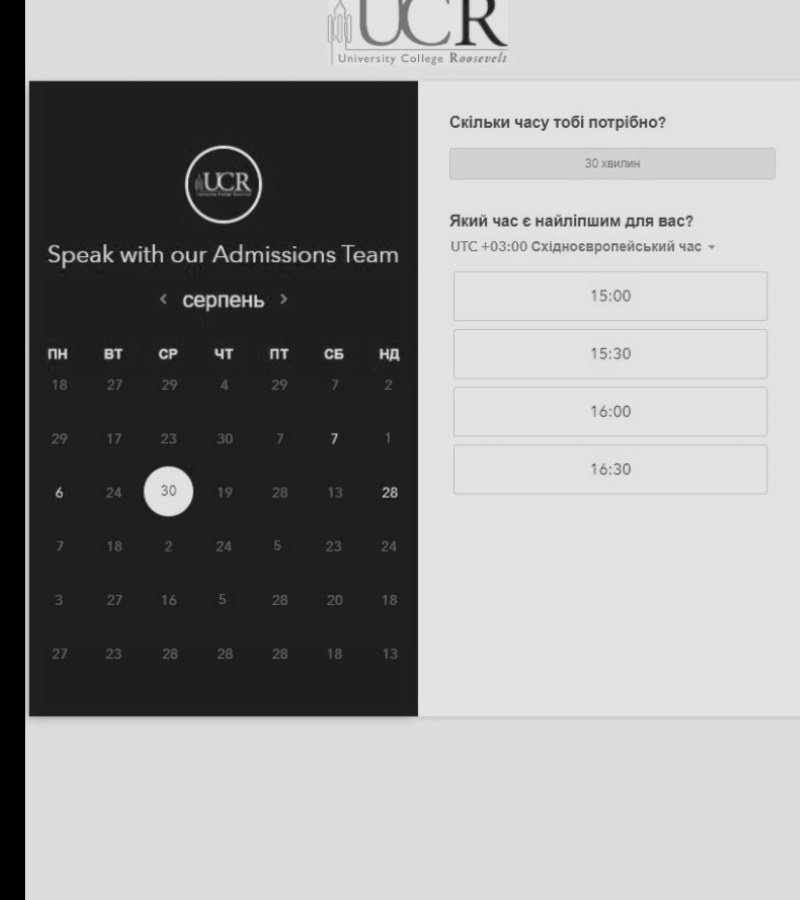 UCR
University College Roosevelt
UCR
Speak with our Admissions Team
серпень
ПН ВТ СР ЧТ ПТ СБ НД
18 27 29 4 29 7 2
29 17 23 30 7 7 1
6 24 30 19 28 13 28
7 18 2 24 5 23 24
3 27 16 5 28 20 18
27 23 28 28 28 18 13
Скільки часу тобі потрібно?
30 хвилин
Який час є найліпшим для вас?
UTC +03:00 Східноєвропейський час
15:00
15:30
16:00
16:30